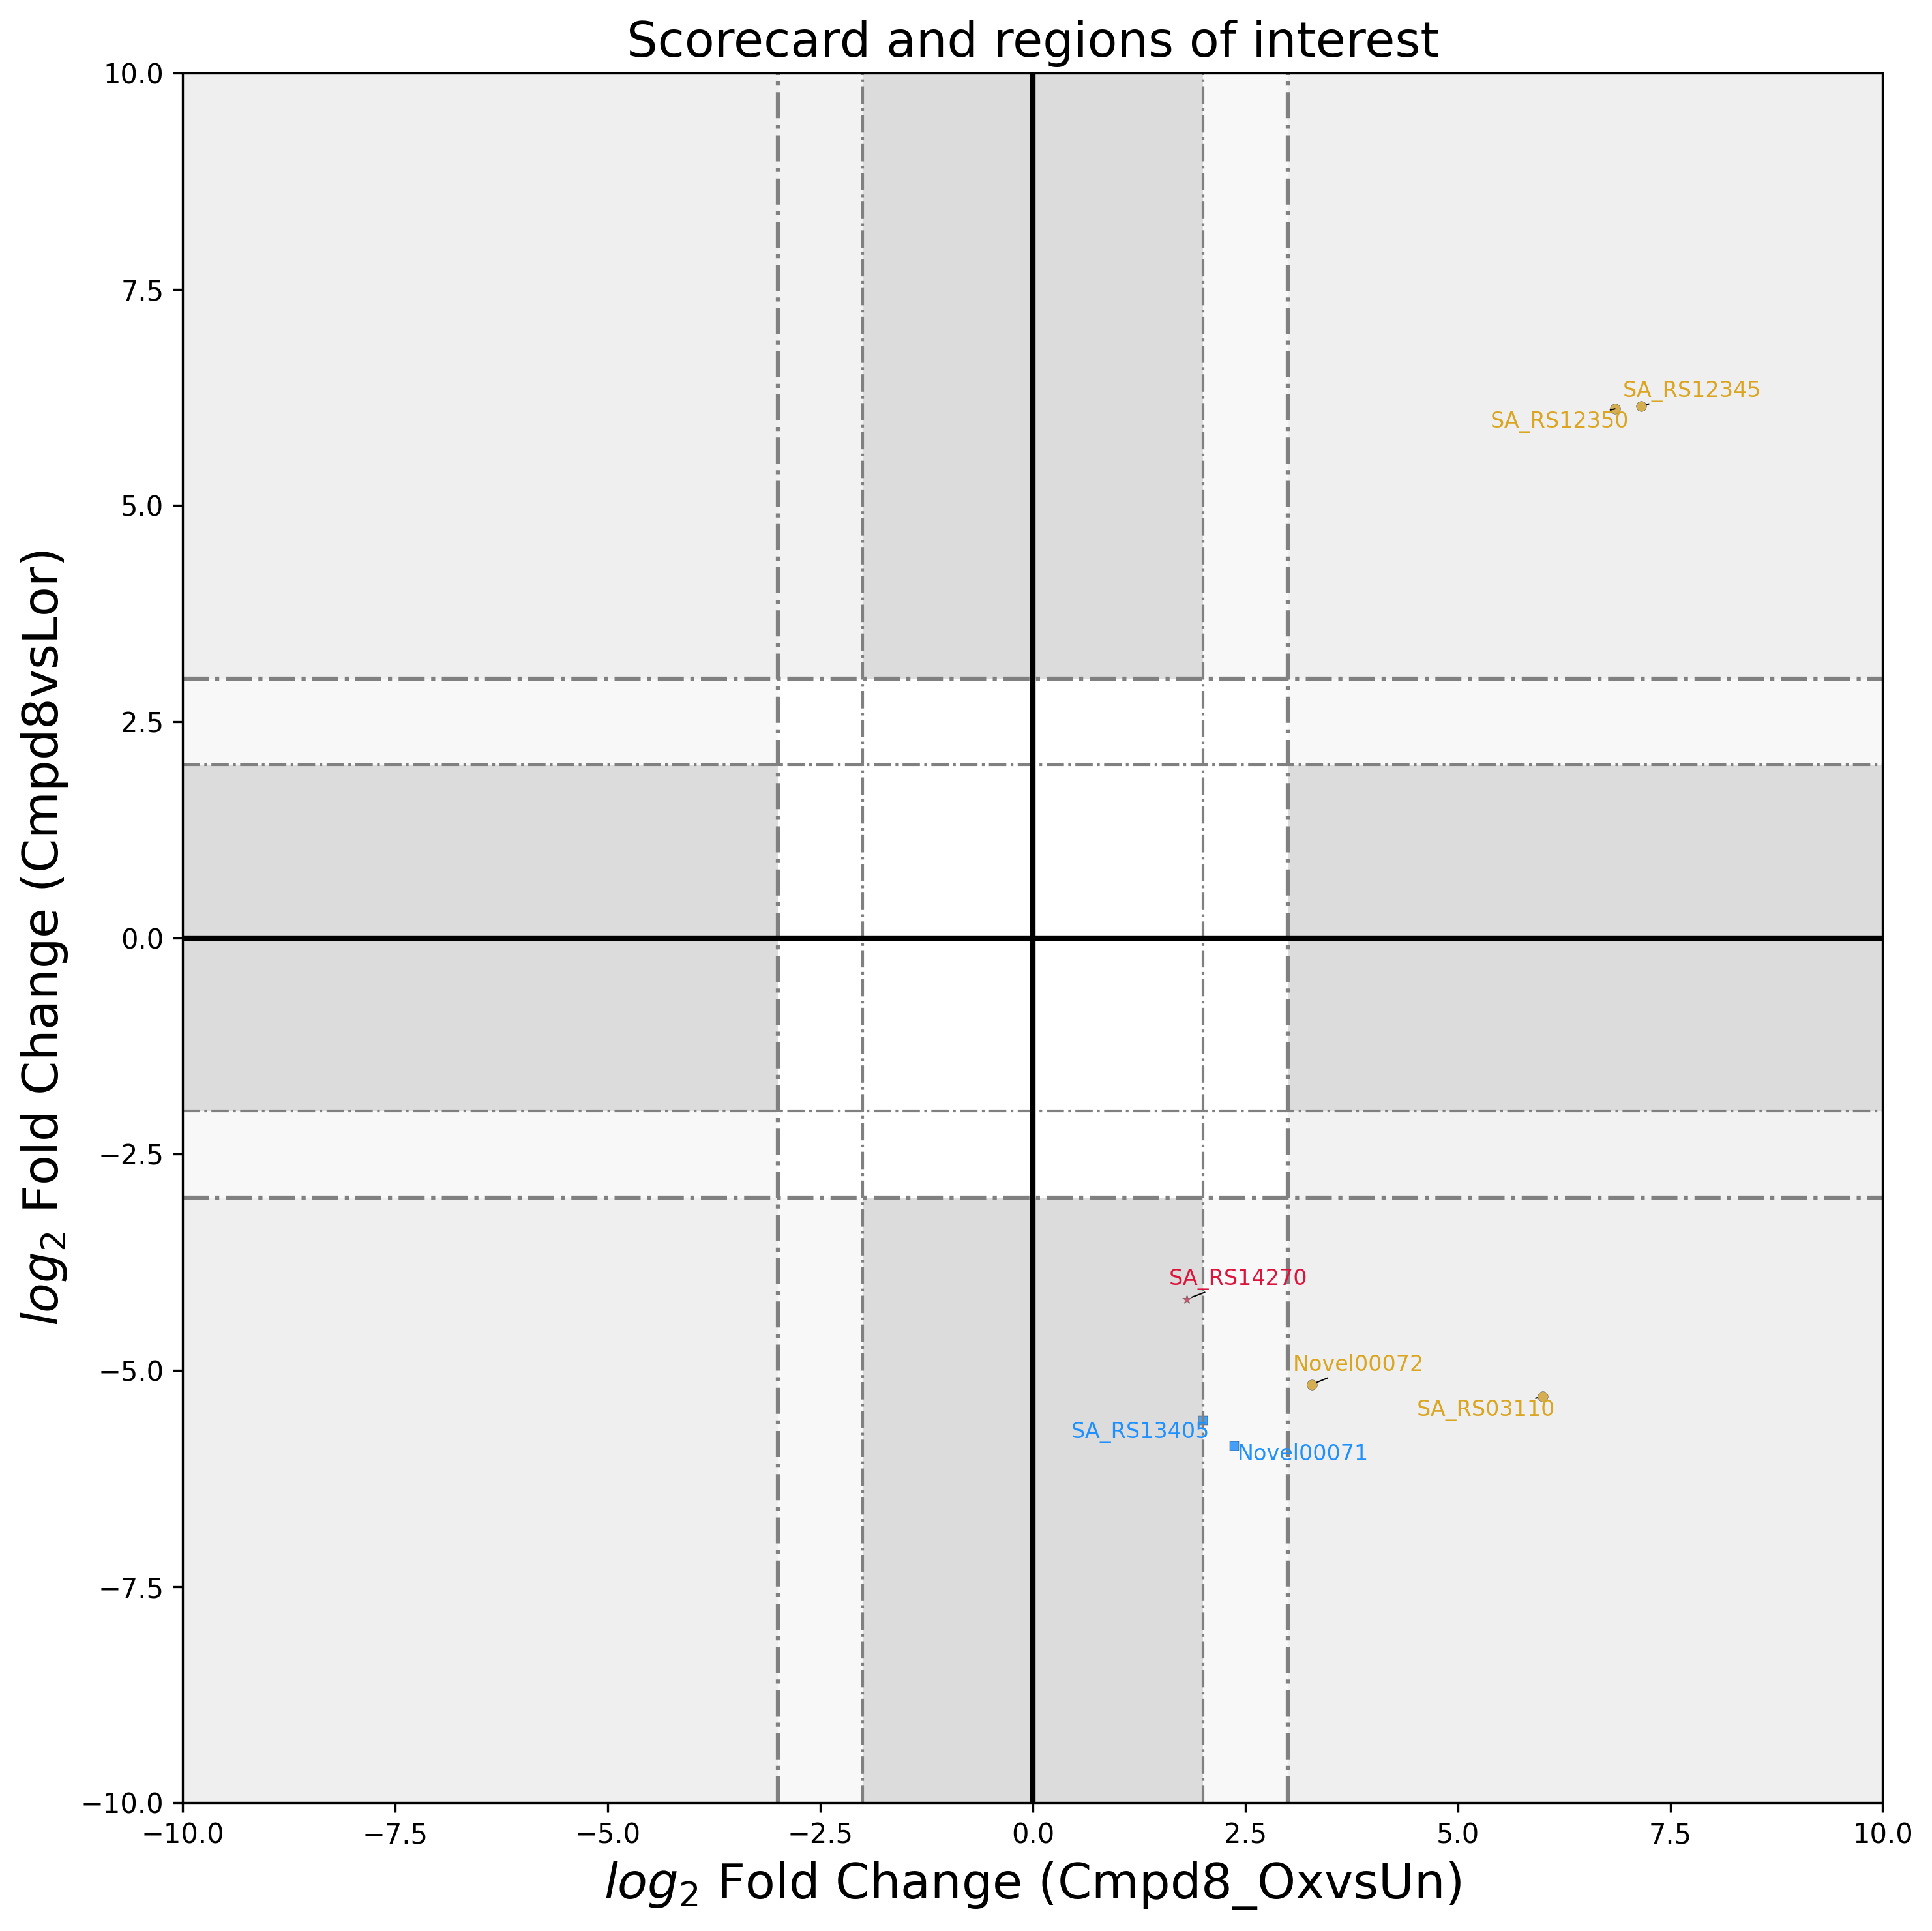 Scorecard and regions of interest
log₂ Fold Change (Cmpd8vsLor)
10.0
7.5
5.0
2.5
0.0
−2.5
−5.0
−7.5
−10.0
SA_RS12345
SA_RS12350
SA_RS14270
Novel00072
SA_RS03110
SA_RS13405
Novel00071
−10.0 −7.5 −5.0 −2.5 0.0 2.5 5.0 7.5 10.0
log₂ Fold Change (Cmpd8_OxvsUn)